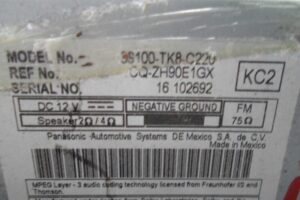 MODEL No.- 39100-TK8-C220
REF No. CQ-ZH90E1GX
SERIAL NO. 16 102692
KC2
DC 12 V NEGATIVE GROUND FM
Speaker 2Ω/4Ω 75Ω
Panasonic Automotive Systems DE Mexico S.A. de C.V.
Made in Mexico
MPEG Layer - 3 audio coding technology licensed from Fraunhofer IIS and
Thomson.